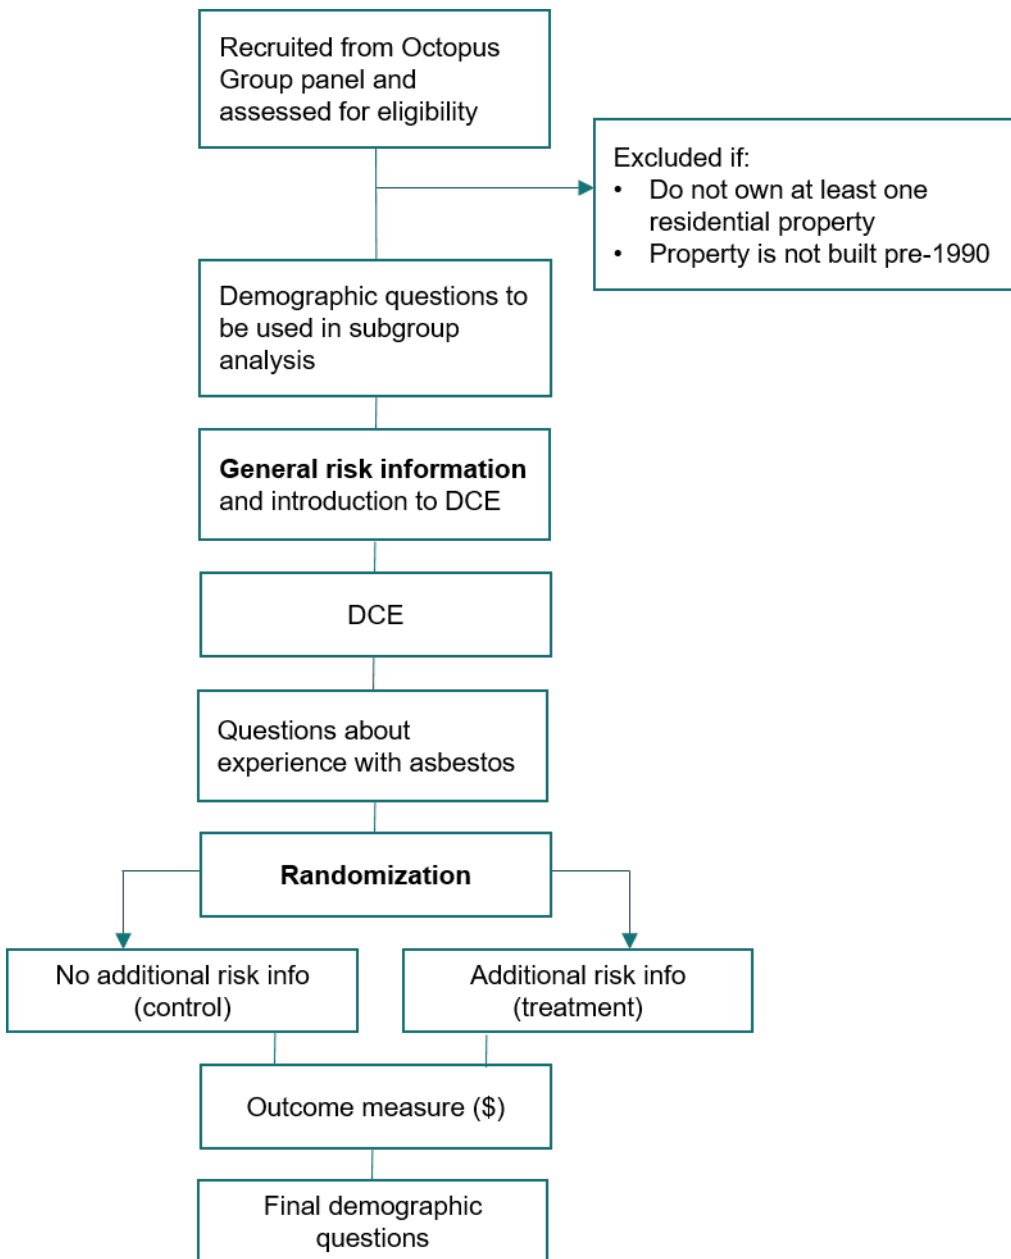 Recruited from Octopus
Group panel and
assessed for eligibility
Excluded if:
• Do not own at least one
residential property
• Property is not built pre-1990
Demographic questions to
be used in subgroup
analysis
General risk information
and introduction to DCE
DCE
Questions about
experience with asbestos
Randomization
No additional risk info
(control)
Additional risk info
(treatment)
Outcome measure ($)
Final demographic
questions